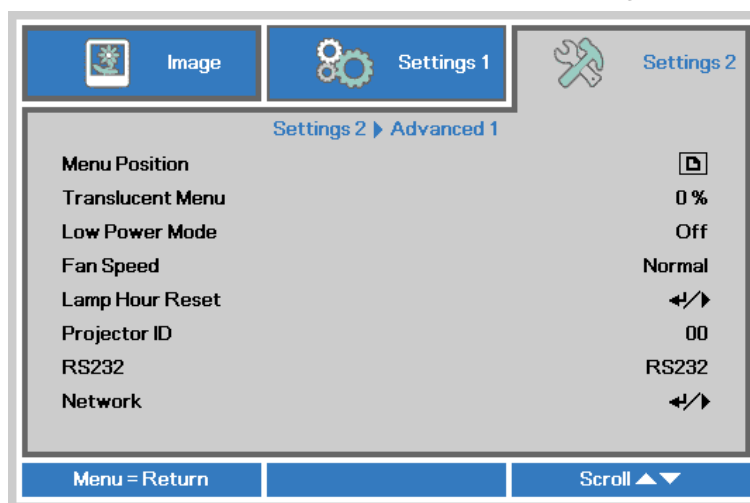 Image Settings 1 Settings 2
Settings 2 Advanced 1
Menu Position
Translucent Menu 0 %
Low Power Mode Off
Fan Speed Normal
Lamp Hour Reset
Projector ID 00
RS232 RS232
Network
Menu = Return Scroll ▲▼